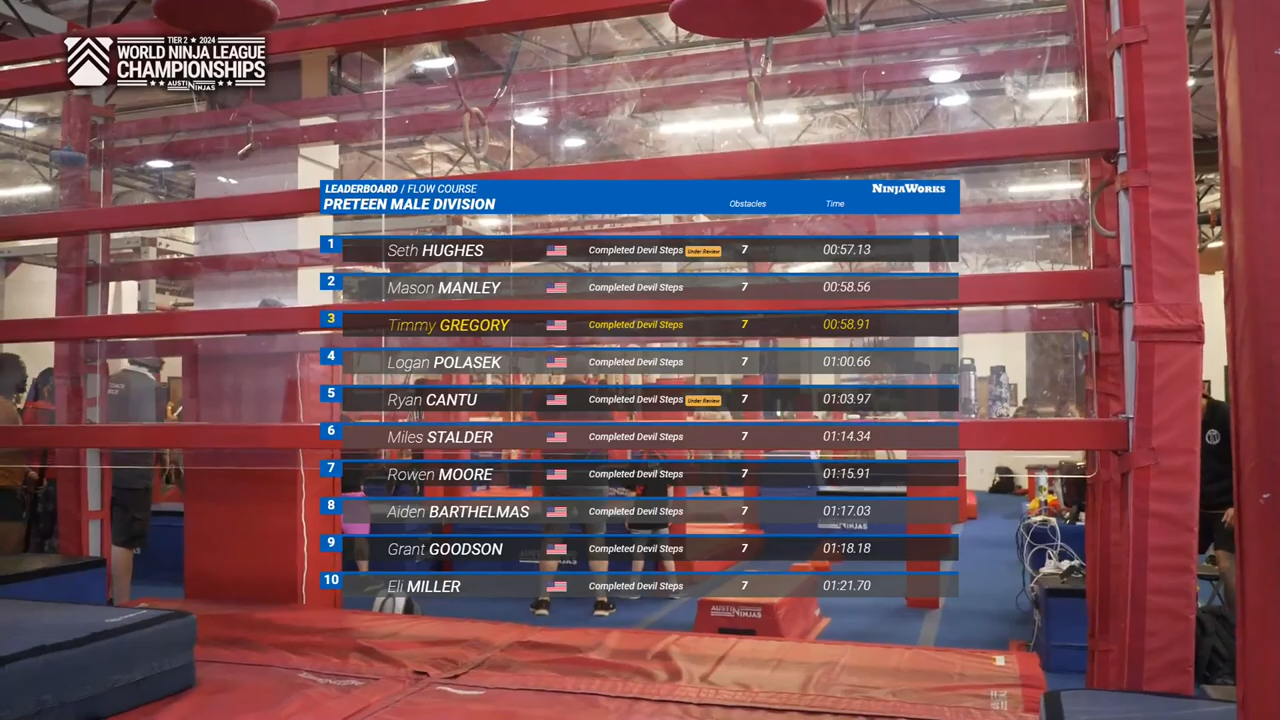 TIER 2 ★ 2024
WORLD NINJA LEAGUE
CHAMPIONSHIPS
★ ★ AUSTIN NINJAS ★ ★
LEADERBOARD / FLOW COURSE
NINJAWORKS
PRETEEN MALE DIVISION
Obstacles Time
1 Seth HUGHES Completed Devil Steps Under Review 7 00:57.13
2 Mason MANLEY Completed Devil Steps 7 00:58.56
3 Timmy GREGORY Completed Devil Steps 7 00:58.91
4 Logan POLASEK Completed Devil Steps 7 01:00.66
5 Ryan CANTU Completed Devil Steps Under Review 7 01:03.97
6 Miles STALDER Completed Devil Steps 7 01:14.34
7 Rowen MOORE Completed Devil Steps 7 01:15.91
8 Aiden BARTHELMAS Completed Devil Steps 7 01:17.03
9 Grant GOODSON Completed Devil Steps 7 01:18.18
10 Eli MILLER Completed Devil Steps 7 01:21.70
AUSTIN NINJAS